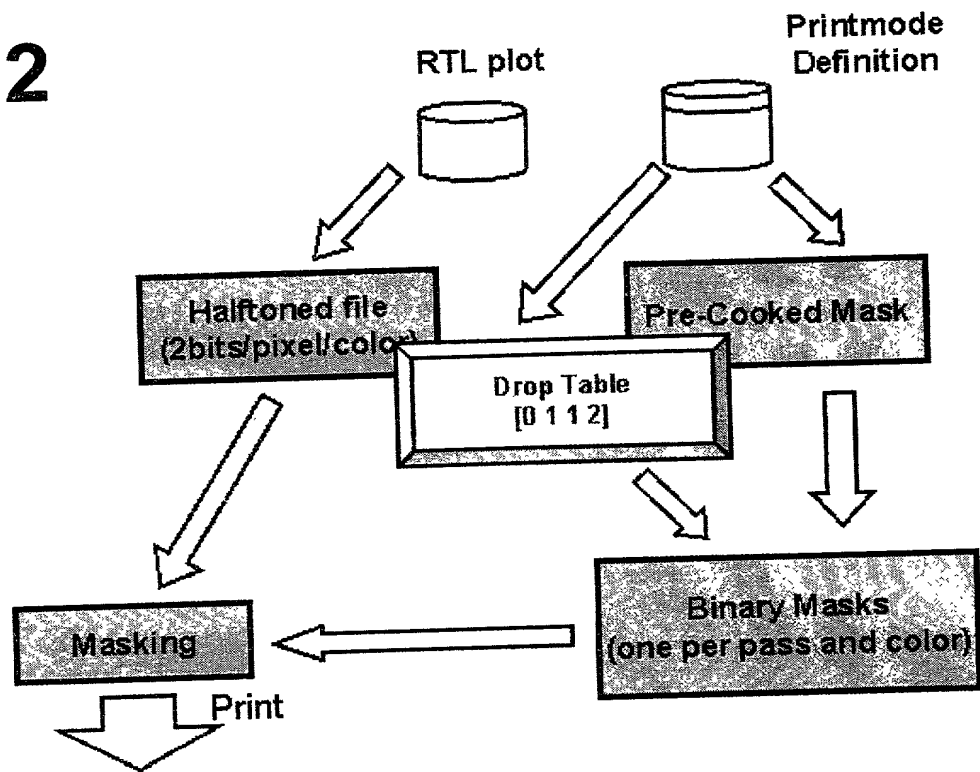 2
RTL plot
Printmode
Definition
Halftoned file
(2bits/pixel/color)
Pre-Cooked Mask
Drop Table
[0 1 1 2]
Binary Masks
(one per pass and color)
Masking
Print